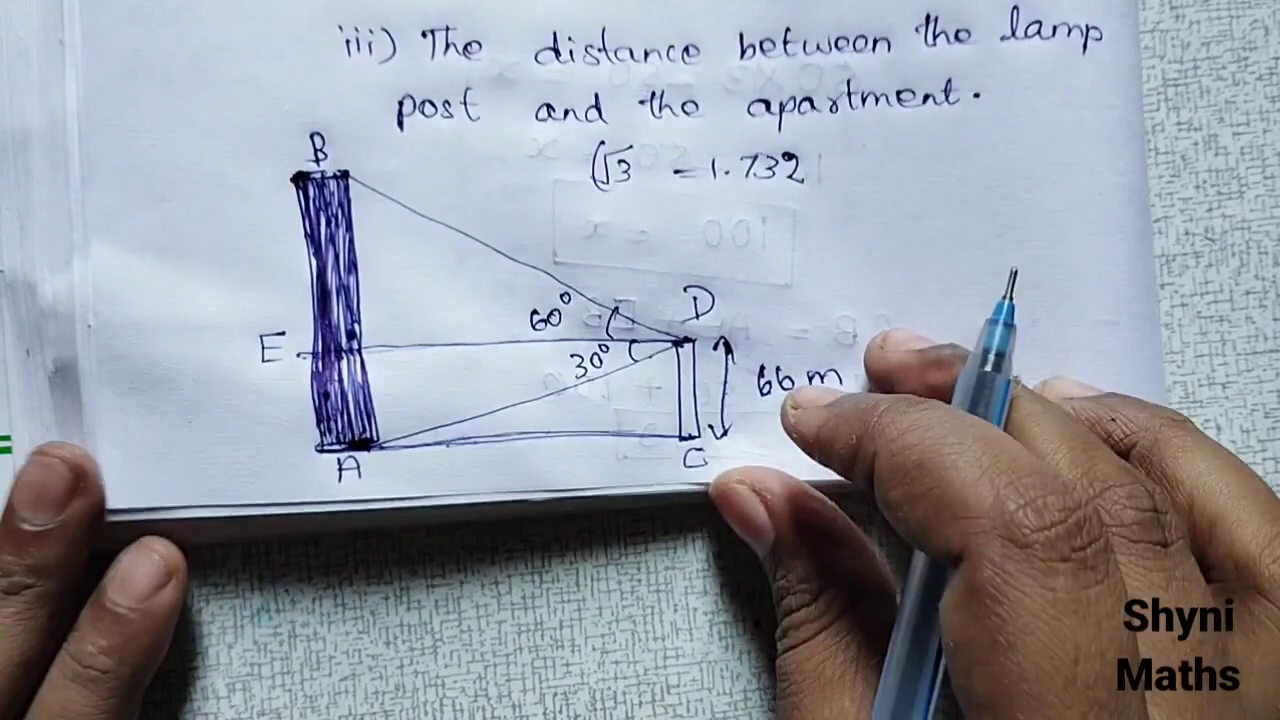 iii) The distance between the lamp
post and the apartment.
(√3 = 1.732
B
D
60°
E
30°
66 m
A
C
Shyni
Maths